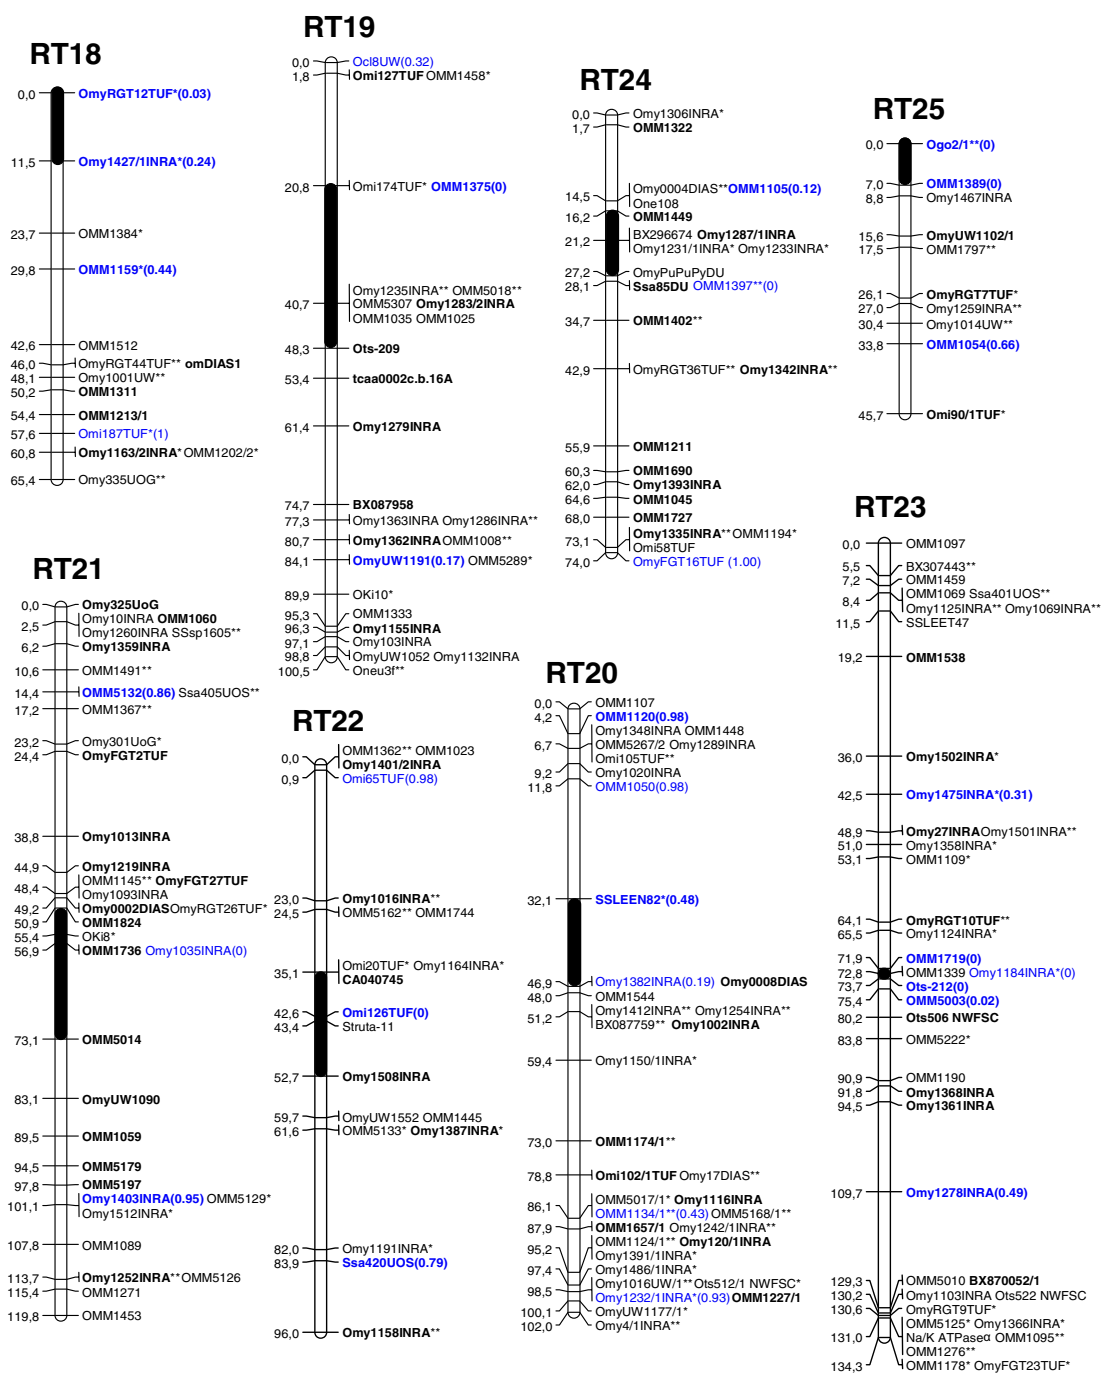 RT18
0,0 OmyRGT12TUF*(0.03)
11,5 Omy1427/1INRA*(0.24)
23,7 OMM1384*
29,8 OMM1159*(0.44)
42,6 OMM1512
46,0 OmyRGT44TUF** omDIAS1
48,1 Omy1001UW**
50,2 OMM1311
54,4 OMM1213/1
57,6 Omi187TUF*(1)
60,8 Omy1163/2INRA* OMM1202/2*
65,4 Omy335UOG**
RT19
0,0 Ocl8UW(0.32)
1,8 Omi127TUF OMM1458*
20,8 Omi174TUF* OMM1375(0)
Omy1235INRA** OMM5018**
40,7 OMM5307 Omy1283/2INRA
OMM1035 OMM1025
48,3 Ots-209
53,4 tcaa0002c.b.16A
61,4 Omy1279INRA
74,7 BX087958
77,3 Omy1363INRA Omy1286INRA**
80,7 Omy1362INRA OMM1008**
84,1 OmyUW1191(0.17) OMM5289*
89,9 OKi10*
95,3 OMM1333
96,3 Omy1155INRA
97,1 Omy103INRA
98,8 OmyUW1052 Omy1132INRA
100,5 Oneu3f**
RT24
0,0 Omy1306INRA*
1,7 OMM1322
Omy0004DIAS** OMM1105(0.12)
14,5 One108
16,2 OMM1449
21,2 BX296674 Omy1287/1INRA
Omy1231/1INRA* Omy1233INRA*
27,2 OmyPuPuPyDU
28,1 Ssa85DU OMM1397**(0)
34,7 OMM1402**
42,9 OmyRGT36TUF** Omy1342INRA**
55,9 OMM1211
60,3 OMM1690
62,0 Omy1393INRA
64,6 OMM1045
68,0 OMM1727
73,1 Omy1335INRA** OMM1194*
Omi58TUF
74,0 OmyFGT16TUF (1.00)
RT25
0,0 Ogo2/1**(0)
7,0 OMM1389(0)
8,8 Omy1467INRA
15,6 OmyUW1102/1
17,5 OMM1797**
26,1 OmyRGT7TUF*
27,0 Omy1259INRA**
30,4 Omy1014UW**
33,8 OMM1054(0.66)
45,7 Omi90/1TUF*
RT21
0,0 Omy325UoG
2,5 Omy10INRA OMM1060
Omy1260INRA SSsp1605**
6,2 Omy1359INRA
10,6 OMM1491**
14,4 OMM5132(0.86) Ssa405UOS**
17,2 OMM1367**
23,2 Omy301UoG*
24,4 OmyFGT2TUF
38,8 Omy1013INRA
44,9 Omy1219INRA
48,4 OMM1145** OmyFGT27TUF
Omy1093INRA
49,2 Omy0002DIAS OmyRGT26TUF*
50,9 OMM1824
55,4 OKi8*
56,9 OMM1736 Omy1035INRA(0)
73,1 OMM5014
83,1 OmyUW1090
89,5 OMM1059
94,5 OMM5179
97,8 OMM5197
101,1 Omy1403INRA(0.95) OMM5129*
Omy1512INRA*
107,8 OMM1089
113,7 Omy1252INRA** OMM5126
115,4 OMM1271
119,8 OMM1453
RT22
OMM1362** OMM1023
0,0 Omy1401/2INRA
0,9 Omi65TUF(0.98)
23,0 Omy1016INRA**
24,5 OMM5162** OMM1744
Omi20TUF* Omy1164INRA*
35,1 CA040745
42,6 Omi126TUF(0)
43,4 Struta-11
52,7 Omy1508INRA
59,7 OmyUW1552 OMM1445
61,6 OMM5133* Omy1387INRA*
82,0 Omy1191INRA*
83,9 Ssa420UOS(0.79)
96,0 Omy1158INRA**
RT20
0,0 OMM1107
4,2 OMM1120(0.98)
Omy1348INRA OMM1448
6,7 OMM5267/2 Omy1289INRA
Omi105TUF**
9,2 Omy1020INRA
11,8 OMM1050(0.98)
32,1 SSLEEN82*(0.48)
46,9 Omy1382INRA(0.19) Omy0008DIAS
48,0 OMM1544
51,2 Omy1412INRA** Omy1254INRA**
BX087759** Omy1002INRA
59,4 Omy1150/1INRA*
73,0 OMM1174/1**
78,8 Omi102/1TUF Omy17DIAS**
86,1 OMM5017/1* Omy1116INRA
OMM1134/1**(0.43) OMM5168/1**
87,9 OMM1657/1 Omy1242/1INRA**
95,2 OMM1124/1** Omy120/1INRA
Omy1391/1INRA*
97,4 Omy1486/1INRA*
98,5 Omy1016UW/1** Ots512/1 NWFSC*
Omy1232/1INRA*(0.93) OMM1227/1
100,1 OmyUW1177/1*
102,0 Omy4/1INRA**
RT23
0,0 OMM1097
5,5 BX307443**
7,2 OMM1459
8,4 OMM1069 Ssa401UOS**
Omy1125INRA** Omy1069INRA**
11,5 SSLEET47
19,2 OMM1538
36,0 Omy1502INRA*
42,5 Omy1475INRA*(0.31)
48,9 Omy27INRA Omy1501INRA**
51,0 Omy1358INRA*
53,1 OMM1109*
64,1 OmyRGT10TUF**
65,5 Omy1124INRA*
71,9 OMM1719(0)
72,8 OMM1339 Omy1184INRA*(0)
73,7 Ots-212(0)
75,4 OMM5003(0.02)
80,2 Ots506 NWFSC
83,8 OMM5222*
90,9 OMM1190
91,8 Omy1368INRA
94,5 Omy1361INRA
109,7 Omy1278INRA(0.49)
129,3 OMM5010 BX870052/1
130,2 Omy1103INRA Ots522 NWFSC
130,6 OmyRGT9TUF*
OMM5125* Omy1366INRA*
131,0 Na/K ATPaseα OMM1095**
OMM1276**
134,3 OMM1178* OmyFGT23TUF*